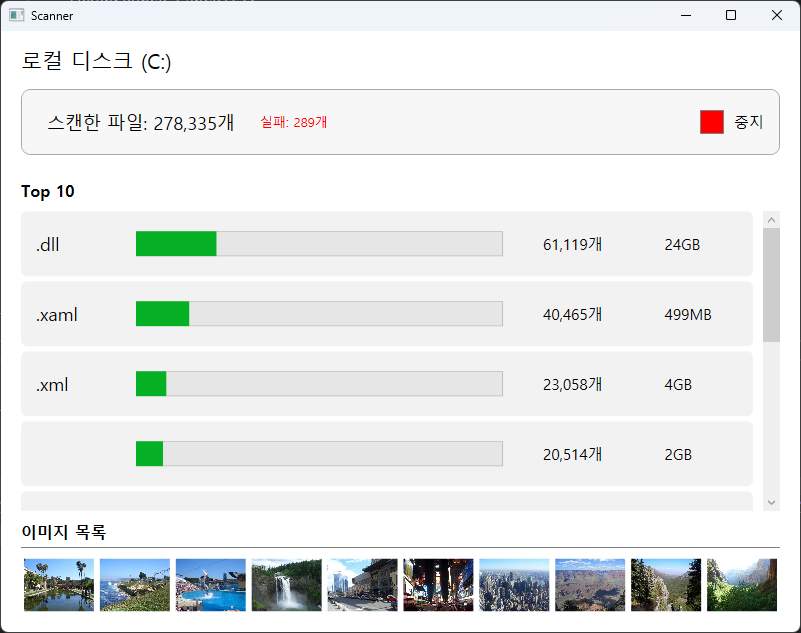 Scanner
로컬 디스크 (C:)
스캔한 파일: 278,335개 실패: 289개 중지
Top 10
.dll 61,119개 24GB
.xaml 40,465개 499MB
.xml 23,058개 4GB
20,514개 2GB
이미지 목록